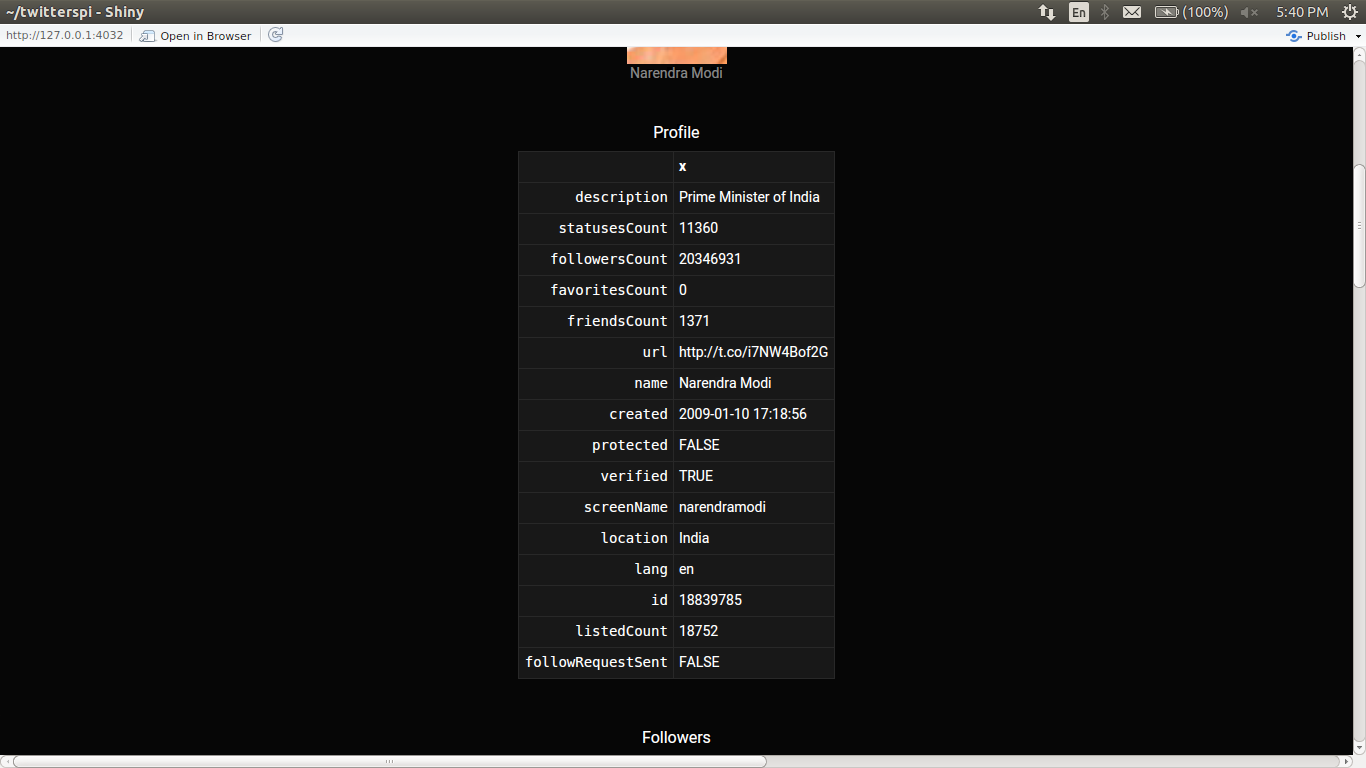 ~/twitterspi - Shiny
En
(100%)
5:40 PM
http://127.0.0.1:4032
Open in Browser
Publish
Narendra Modi
Profile
x
description Prime Minister of India
statusesCount 11360
followersCount 20346931
favoritesCount 0
friendsCount 1371
url http://t.co/i7NW4Bof2G
name Narendra Modi
created 2009-01-10 17:18:56
protected FALSE
verified TRUE
screenName narendramodi
location India
lang en
id 18839785
listedCount 18752
followRequestSent FALSE
Followers